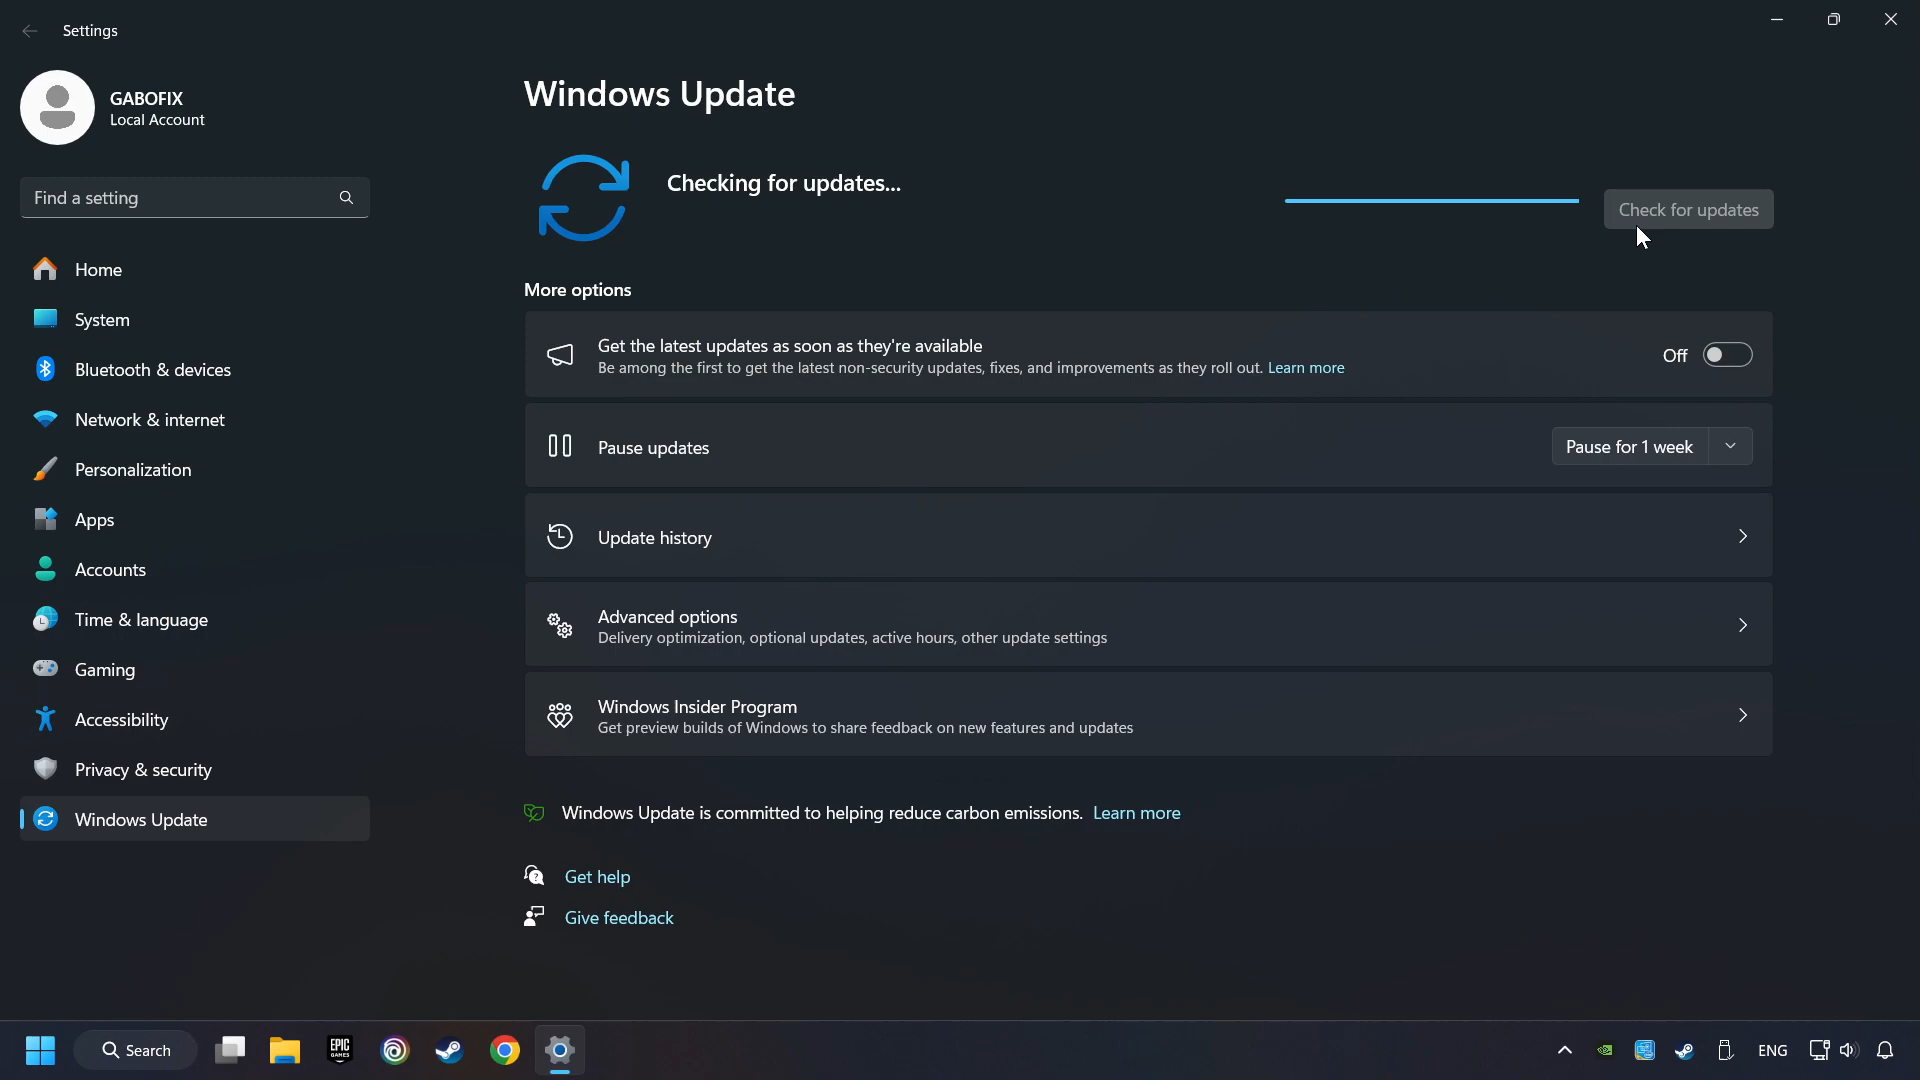 Settings
GABOFIX
Local Account
Find a setting
Home
System
Bluetooth & devices
Network & internet
Personalization
Apps
Accounts
Time & language
Gaming
Accessibility
Privacy & security
Windows Update
Windows Update
Checking for updates...
Check for updates
More options
Get the latest updates as soon as they're available
Be among the first to get the latest non-security updates, fixes, and improvements as they roll out. Learn more
Off
Pause updates
Pause for 1 week
Update history
Advanced options
Delivery optimization, optional updates, active hours, other update settings
Windows Insider Program
Get preview builds of Windows to share feedback on new features and updates
Windows Update is committed to helping reduce carbon emissions. Learn more
Get help
Give feedback
Search
EPIC
GAMES
ENG